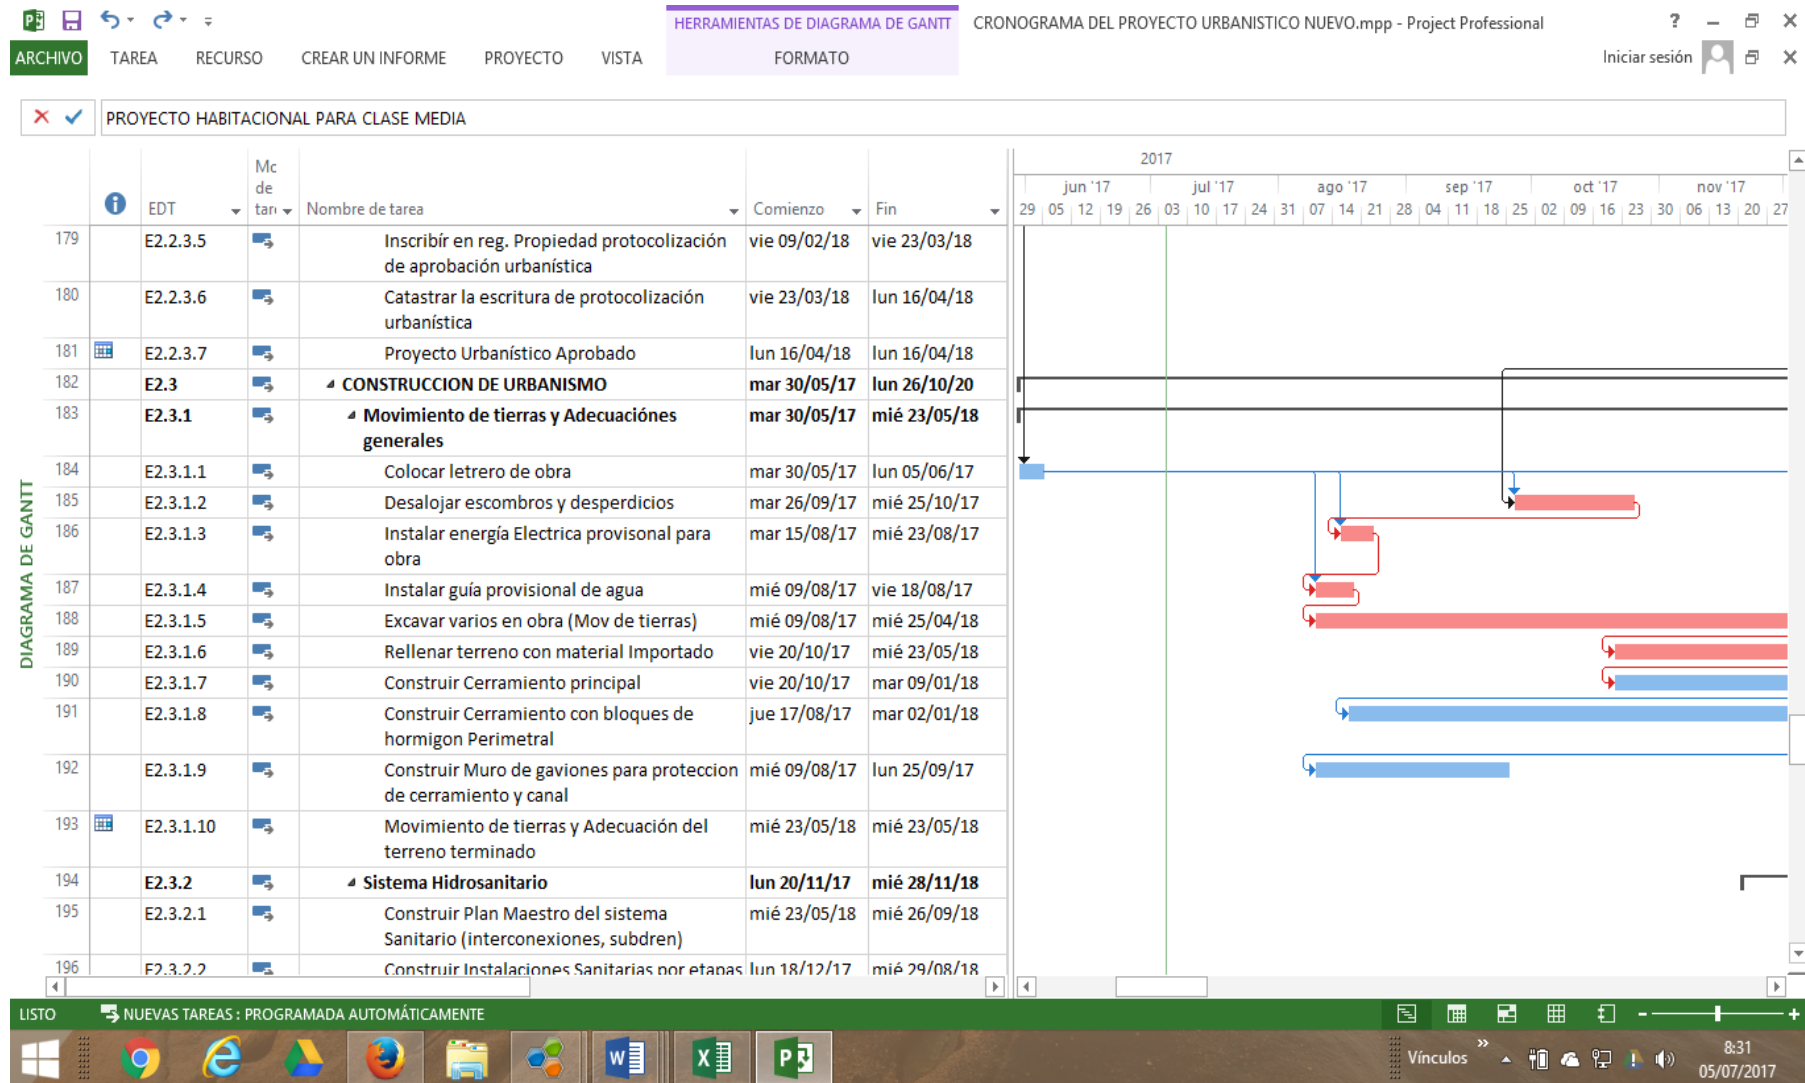 HERRAMIENTAS DE DIAGRAMA DE GANTT
CRONOGRAMA DEL PROYECTO URBANISTICO NUEVO.mpp - Project Professional
ARCHIVO TAREA RECURSO CREAR UN INFORME PROYECTO VISTA FORMATO Iniciar sesión
PROYECTO HABITACIONAL PARA CLASE MEDIA
2017
jun '17 jul '17 ago '17 sep '17 oct '17 nov '17
EDT Mc de tar Nombre de tarea Comienzo Fin
29 05 12 19 26 03 10 17 24 31 07 14 21 28 04 11 18 25 02 09 16 23 30 06 13 20 27
179 E2.2.3.5 Inscribír en reg. Propiedad protocolización vie 09/02/18 vie 23/03/18
de aprobación urbanística
180 E2.2.3.6 Catastrar la escritura de protocolización vie 23/03/18 lun 16/04/18
urbanística
181 E2.2.3.7 Proyecto Urbanístico Aprobado lun 16/04/18 lun 16/04/18
182 E2.3 CONSTRUCCION DE URBANISMO mar 30/05/17 lun 26/10/20
183 E2.3.1 Movimiento de tierras y Adecuaciónes mar 30/05/17 mié 23/05/18
generales
184 E2.3.1.1 Colocar letrero de obra mar 30/05/17 lun 05/06/17
185 E2.3.1.2 Desalojar escombros y desperdicios mar 26/09/17 mié 25/10/17
186 E2.3.1.3 Instalar energía Electrica provisonal para mar 15/08/17 mié 23/08/17
obra
187 E2.3.1.4 Instalar guía provisional de agua mié 09/08/17 vie 18/08/17
188 E2.3.1.5 Excavar varios en obra (Mov de tierras) mié 09/08/17 mié 25/04/18
189 E2.3.1.6 Rellenar terreno con material Importado vie 20/10/17 mié 23/05/18
190 E2.3.1.7 Construir Cerramiento principal vie 20/10/17 mar 09/01/18
191 E2.3.1.8 Construir Cerramiento con bloques de jue 17/08/17 mar 02/01/18
hormigon Perimetral
192 E2.3.1.9 Construir Muro de gaviones para proteccion mié 09/08/17 lun 25/09/17
de cerramiento y canal
193 E2.3.1.10 Movimiento de tierras y Adecuación del mié 23/05/18 mié 23/05/18
terreno terminado
194 E2.3.2 Sistema Hidrosanitario lun 20/11/17 mié 28/11/18
195 E2.3.2.1 Construir Plan Maestro del sistema mié 23/05/18 mié 26/09/18
Sanitario (interconexiones, subdren)
196 E2.3.2.2 Construir Instalaciones Sanitarias por etapas lun 18/12/17 mié 29/08/18
DIAGRAMA DE GANTT
LISTO NUEVAS TAREAS : PROGRAMADA AUTOMÁTICAMENTE
Vínculos 8:31
05/07/2017